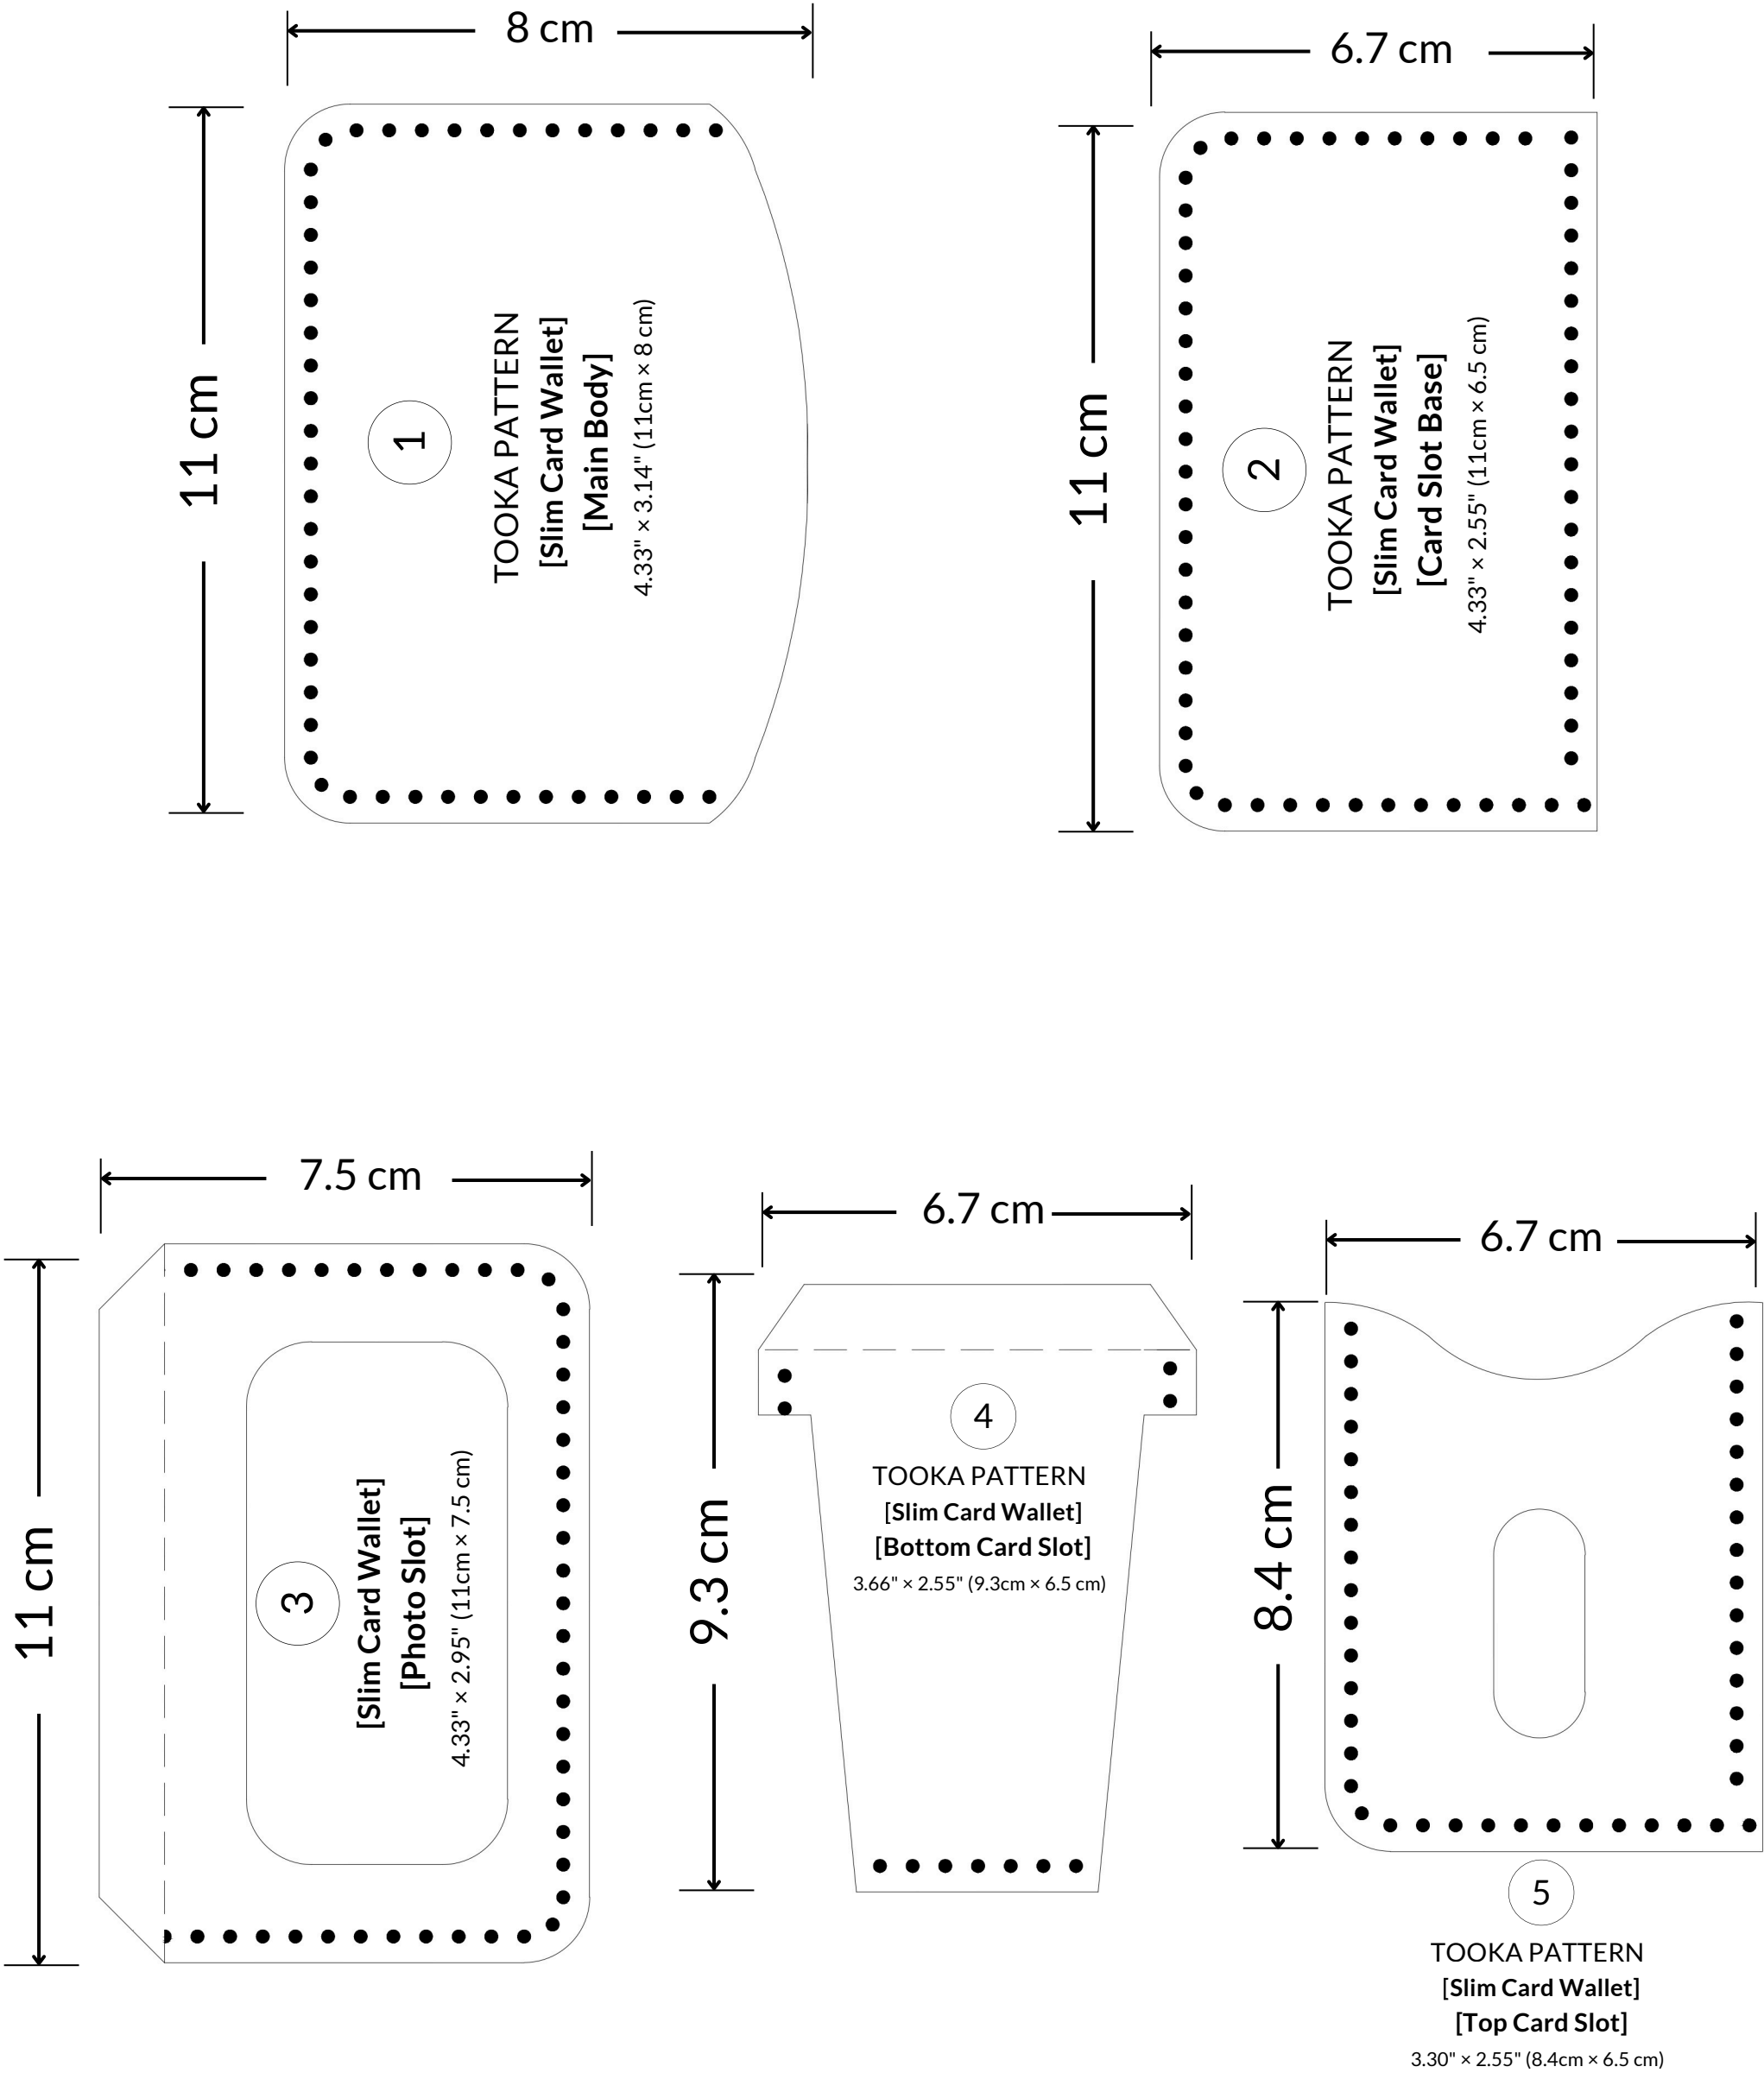 8 cm
11 cm
1
TOOKA PATTERN
[Slim Card Wallet]
[Main Body]
4.33" × 3.14" (11cm × 8 cm)
6.7 cm
11 cm
2
TOOKA PATTERN
[Slim Card Wallet]
[Card Slot Base]
4.33" × 2.55" (11cm × 6.5 cm)
7.5 cm
11 cm
3
[Slim Card Wallet]
[Photo Slot]
4.33" × 2.95" (11cm × 7.5 cm)
6.7 cm
9.3 cm
4
TOOKA PATTERN
[Slim Card Wallet]
[Bottom Card Slot]
3.66" × 2.55" (9.3cm × 6.5 cm)
6.7 cm
8.4 cm
5
TOOKA PATTERN
[Slim Card Wallet]
[Top Card Slot]
3.30" × 2.55" (8.4cm × 6.5 cm)